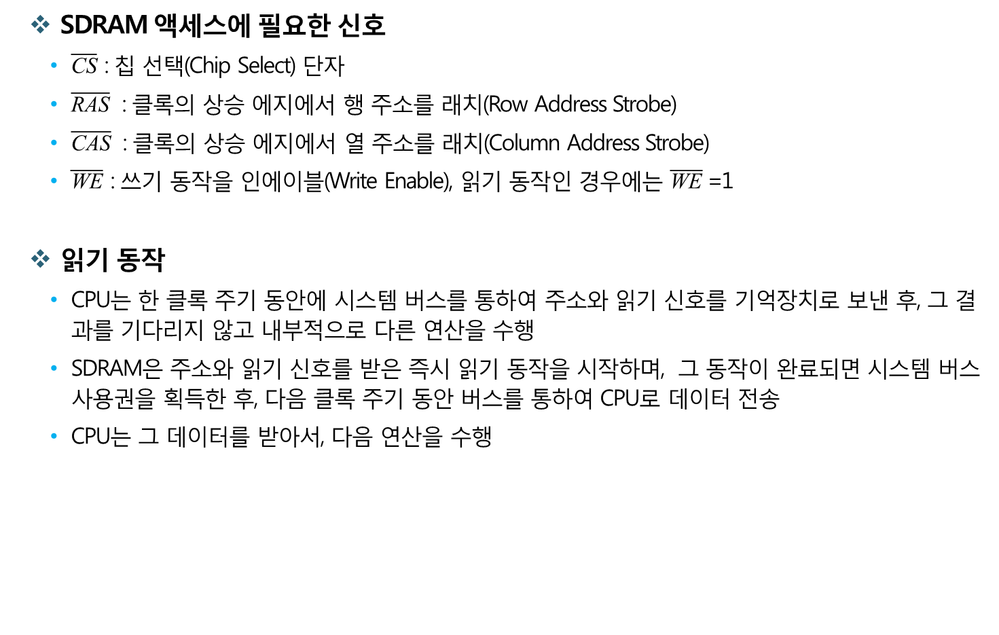 ❖ SDRAM 액세스에 필요한 신호
• C̅S̅ : 칩 선택(Chip Select) 단자
• R̅A̅S̅ : 클록의 상승 에지에서 행 주소를 래치(Row Address Strobe)
• C̅A̅S̅ : 클록의 상승 에지에서 열 주소를 래치(Column Address Strobe)
• W̅E̅ : 쓰기 동작을 인에이블(Write Enable), 읽기 동작인 경우에는 W̅E̅ =1
❖ 읽기 동작
• CPU는 한 클록 주기 동안에 시스템 버스를 통하여 주소와 읽기 신호를 기억장치로 보낸 후, 그 결
과를 기다리지 않고 내부적으로 다른 연산을 수행
• SDRAM은 주소와 읽기 신호를 받은 즉시 읽기 동작을 시작하며, 그 동작이 완료되면 시스템 버스
사용권을 획득한 후, 다음 클록 주기 동안 버스를 통하여 CPU로 데이터 전송
• CPU는 그 데이터를 받아서, 다음 연산을 수행